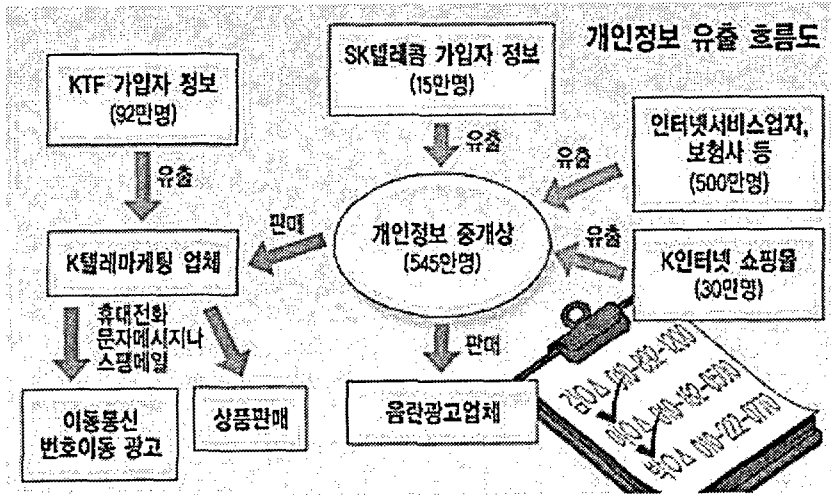 개인정보 유출 흐름도
KTF 가입자 정보
(92만명)
SK텔레콤 가입자 정보
(15만명)
인터넷서비스업자,
보험사 등
(500만명)
유출
유출
유출
판매
개인정보 중개상
(545만명)
유출
K인터넷 쇼핑몰
(30만명)
K텔레마케팅 업체
휴대전화
문자메시지나
스팸메일
판매
이동통신
번호이동 광고
상품판매
음란광고업체